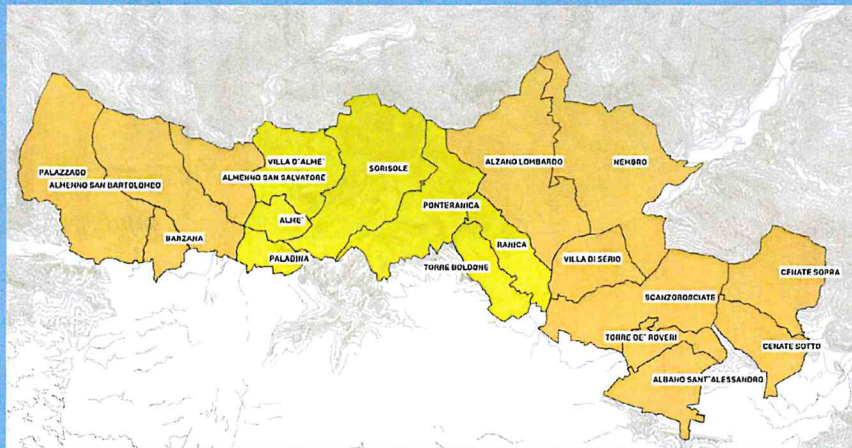 VILLA D'ALME'
SORISOLE
ALZANO LOMBARDO
NEMBRO
PALAZZAGO
ALMENNO SAN BARTOLOMEO
ALMENNO SAN SALVATORE
PONTERANICA
ALME'
BARZANA
RANICA
PALADINA
VILLA DI SERIO
TORRE BOLDONE
CENATE SOPRA
SCANZOROSCIATE
TORRE DE' ROVERI
CENATE SOTTO
ALBANO SANT'ALESSANDRO